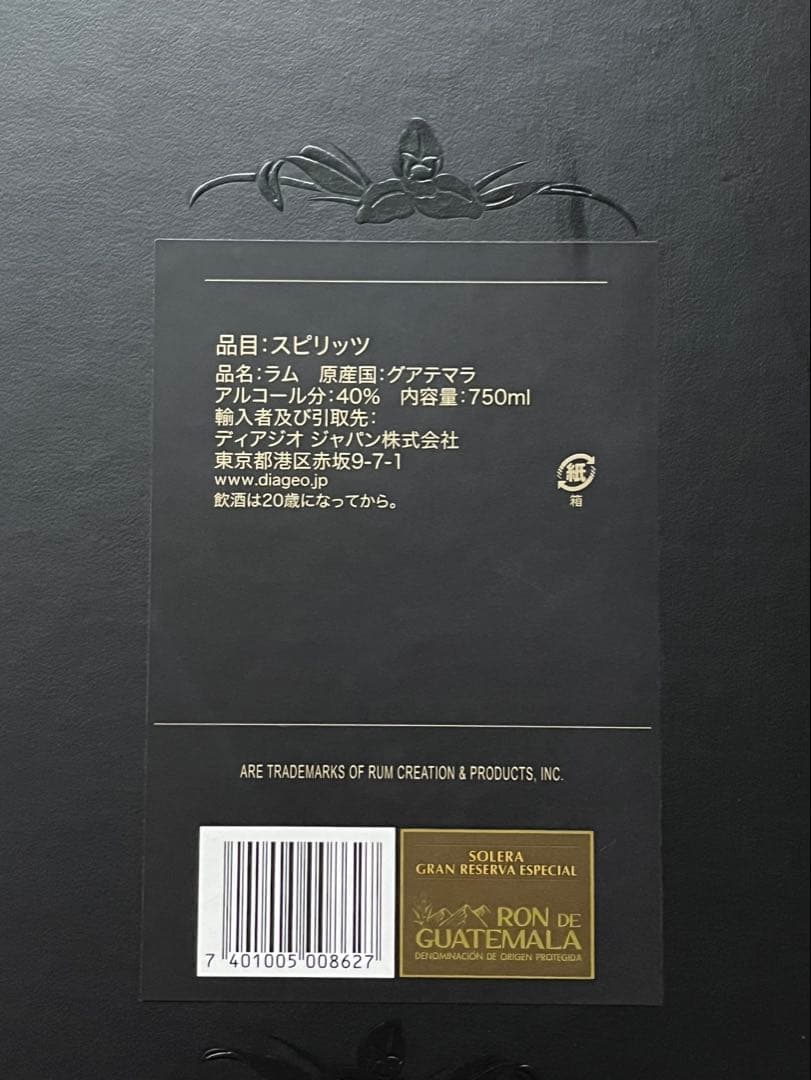 品目：スピリッツ
品名：ラム　原産国：グアテマラ
アルコール分：40%　内容量：750ml
輸入者及び引取先：
ディアジオ ジャパン株式会社
東京都港区赤坂9-7-1
www.diageo.jp
飲酒は20歳になってから。
紙
箱
ARE TRADEMARKS OF RUM CREATION & PRODUCTS, INC.
7 401005 008627
SOLERA
GRAN RESERVA ESPECIAL
RON DE
GUATEMALA
DENOMINACIÓN DE ORIGEN PROTEGIDA